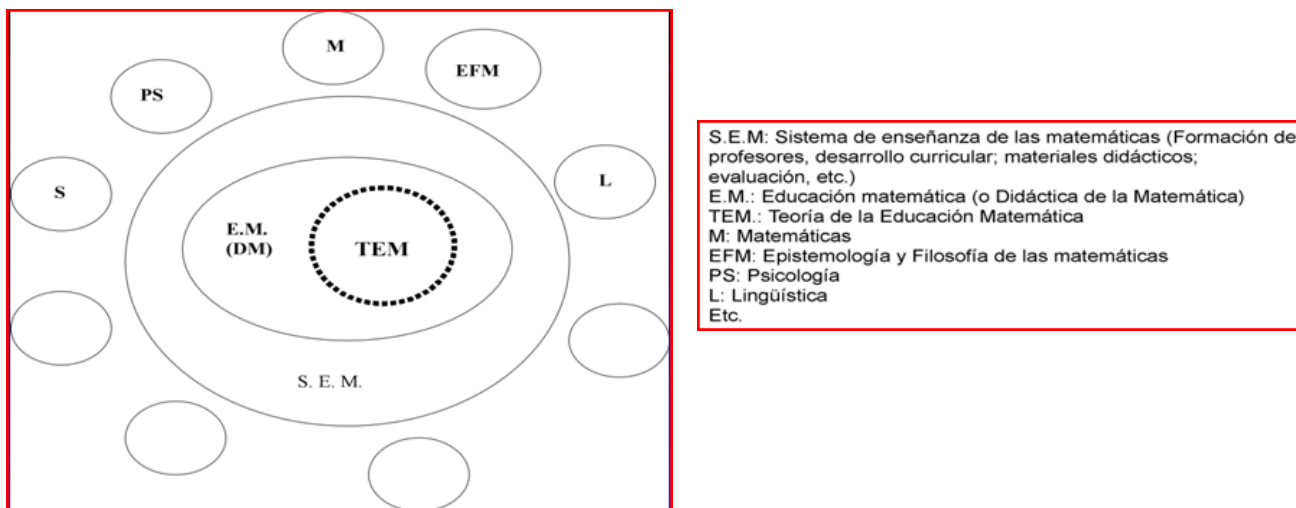 M
EFM
PS
S
L
E.M.
(DM)
TEM
S. E. M.
S.E.M: Sistema de enseñanza de las matemáticas (Formación de
profesores, desarrollo curricular; materiales didácticos;
evaluación, etc.)
E.M.: Educación matemática (o Didáctica de la Matemática)
TEM.: Teoría de la Educación Matemática
M: Matemáticas
EFM: Epistemología y Filosofía de las matemáticas
PS: Psicología
L: Lingüística
Etc.